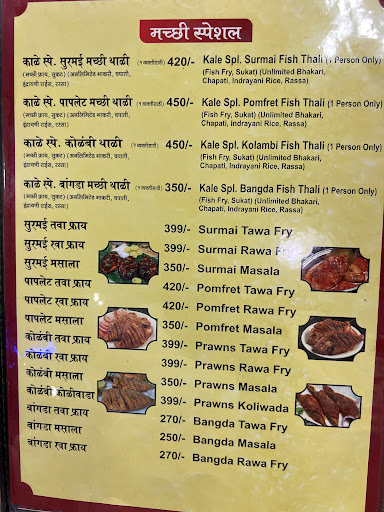 मच्छी स्पेशल
काळे स्पे. सुरमई मच्छी थाळी (१ व्यक्तीसाठी) 420/- Kale Spl. Surmai Fish Thali (1 Person Only)
(मच्छी फ्राय, सुकट) (अनलिमिटेड भाकरी, चपाती, (Fish Fry, Sukat) (Unlimited Bhakari,
इंद्रायणी राईस, रस्सा) Chapati, Indrayani Rice, Rassa)
काळे स्पे. पापलेट मच्छी थाळी (१ व्यक्तीसाठी) 450/- Kale Spl. Pomfret Fish Thali (1 Person Only)
(मच्छी फ्राय, सुकट) (अनलिमिटेड भाकरी, चपाती, (Fish Fry, Sukat) (Unlimited Bhakari,
इंद्रायणी राईस, रस्सा) Chapati, Indrayani Rice, Rassa)
काळे स्पे. कोळंबी थाळी (१ व्यक्तीसाठी) 450/- Kale Spl. Kolambi Fish Thali (1 Person Only)
(मच्छी फ्राय, सुकट) (अनलिमिटेड भाकरी, चपाती, (Fish Fry, Sukat) (Unlimited Bhakari,
इंद्रायणी राईस, रस्सा) Chapati, Indrayani Rice, Rassa)
काळे स्पे. बांगडा मच्छी थाळी (१ व्यक्तीसाठी) 350/- Kale Spl. Bangda Fish Thali (1 Person Only)
(मच्छी फ्राय, सुकट) (अनलिमिटेड भाकरी, चपाती, (Fish Fry, Sukat) (Unlimited Bhakari,
इंद्रायणी राईस, रस्सा) Chapati, Indrayani Rice, Rassa)
सुरमई तवा फ्राय 399/- Surmai Tawa Fry
सुरमई रवा फ्राय 399/- Surmai Rawa Fry
सुरमई मसाला 350/- Surmai Masala
पापलेट तवा फ्राय 420/- Pomfret Tawa Fry
पापलेट रवा फ्राय 420/- Pomfret Rawa Fry
पापलेट मसाला 350/- Pomfret Masala
कोळंबी तवा फ्राय 399/- Prawns Tawa Fry
कोळंबी रवा फ्राय 399/- Prawns Rawa Fry
कोळंबी मसाला 350/- Prawns Masala
कोळंबी कोळीवाडा 399/- Prawns Koliwada
बांगडा तवा फ्राय 270/- Bangda Tawa Fry
बांगडा मसाला 250/- Bangda Masala
बांगडा रवा फ्राय 270/- Bangda Rawa Fry